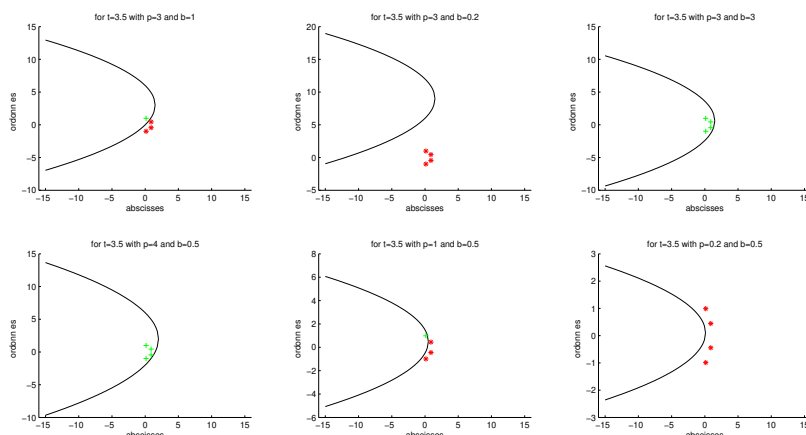 for t=3.5 with p=3 and b=1
for t=3.5 with p=3 and b=0.2
for t=3.5 with p=3 and b=3
15
10
5
0
−5
−10
ordonn es
−15 −10 −5 0 5 10 15
abscisses
20
15
10
5
0
−5
ordonn es
−15 −10 −5 0 5 10 15
abscisses
15
10
5
0
−5
−10
ordonn es
−15 −10 −5 0 5 10 15
abscisses
for t=3.5 with p=4 and b=0.5
for t=3.5 with p=1 and b=0.5
for t=3.5 with p=0.2 and b=0.5
15
10
5
0
−5
−10
ordonn es
−15 −10 −5 0 5 10 15
abscisses
8
6
4
2
0
−2
−4
−6
ordonn es
−15 −10 −5 0 5 10 15
abscisses
3
2
1
0
−1
−2
−3
ordonn es
−15 −10 −5 0 5 10 15
abscisses